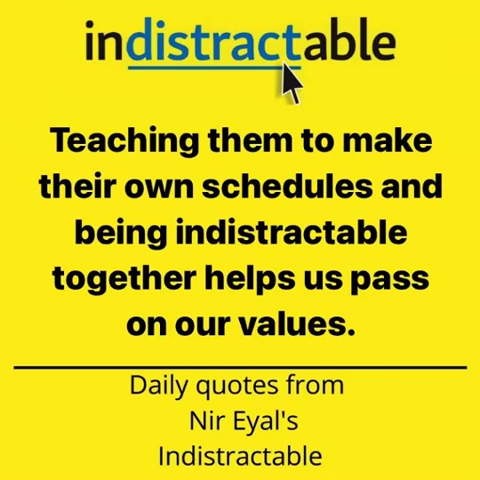 indistractable
Teaching them to make
their own schedules and
being indistractable
together helps us pass
on our values.
Daily quotes from
Nir Eyal's
Indistractable